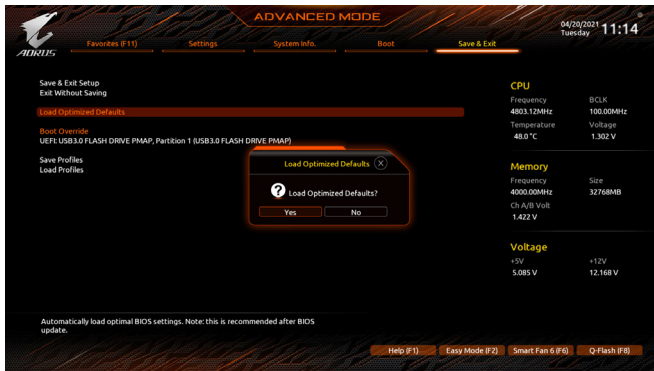 ADVANCED MODE
04/20/2021 Tuesday 11:14
AORUS
Favorites (F11) Settings System Info. Boot Save & Exit
Save & Exit Setup
Exit Without Saving
Load Optimized Defaults
Boot Override
UEFI: USB3.0 FLASH DRIVE PMAP, Partition 1 (USB3.0 FLASH DRIVE PMAP)
Save Profiles
Load Profiles
Load Optimized Defaults
Load Optimized Defaults?
Yes No
CPU
Frequency BCLK
4803.12MHz 100.00MHz
Temperature Voltage
48.0 °C 1.302 V
Memory
Frequency Size
4000.00MHz 32768MB
Ch A/B Volt
1.422 V
Voltage
+5V +12V
5.085 V 12.168 V
Automatically load optimal BIOS settings. Note: this is recommended after BIOS
update.
Help (F1) Easy Mode (F2) Smart Fan 6 (F6) Q-Flash (F8)